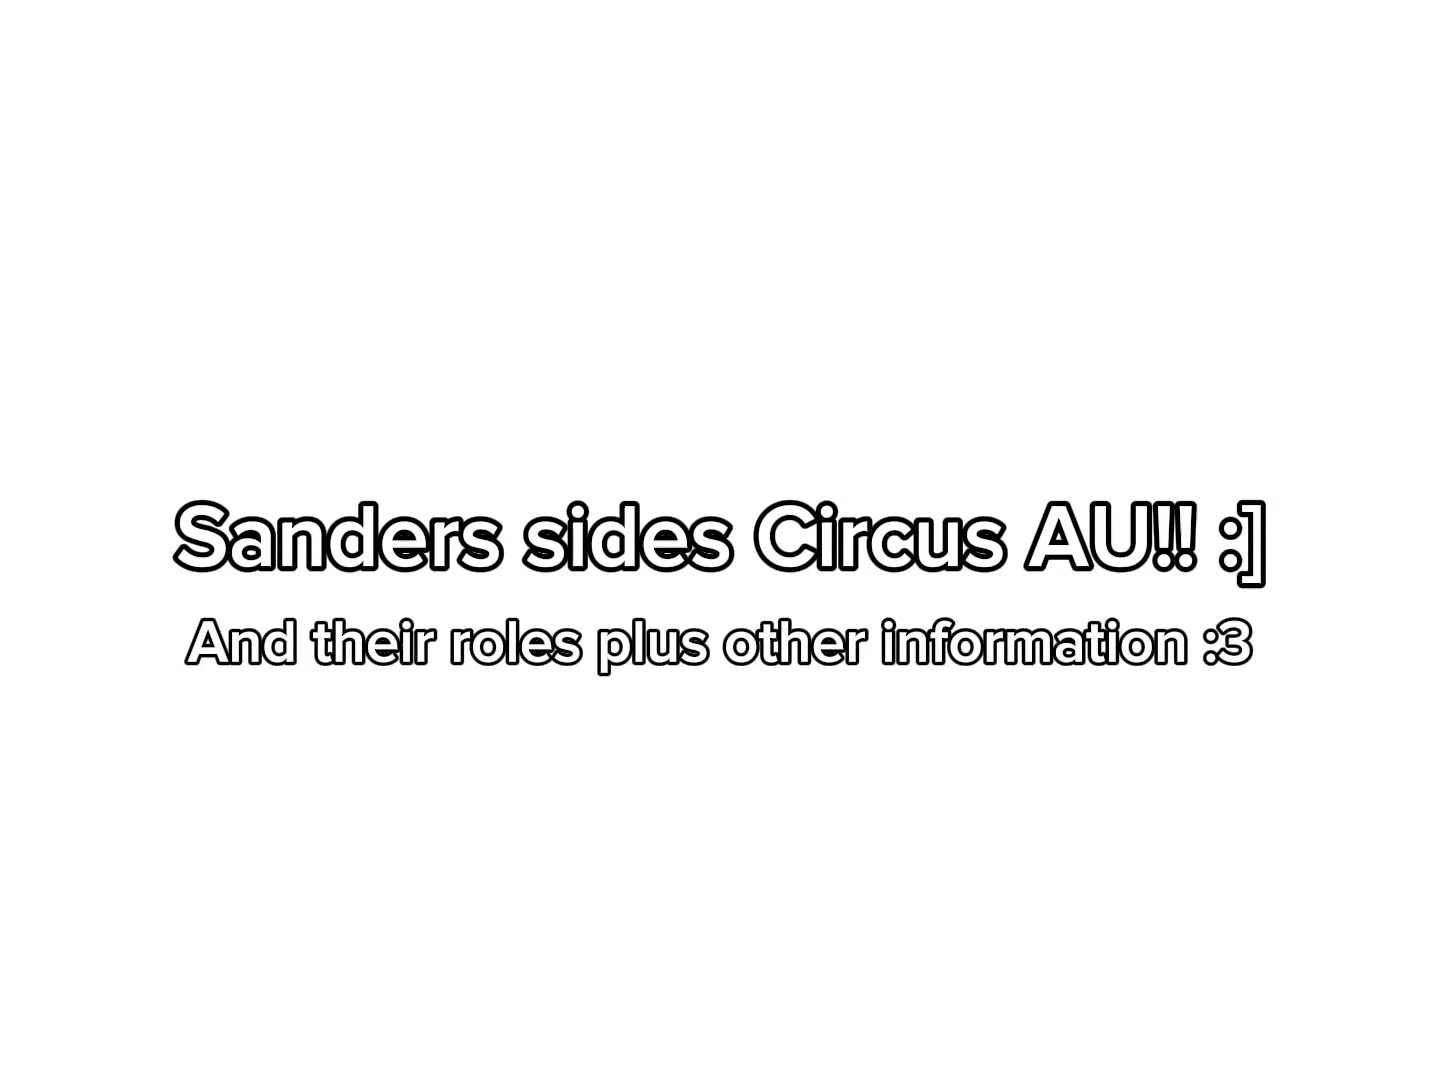 Sanders sides Circus AU!! :]
And their roles plus other information :3